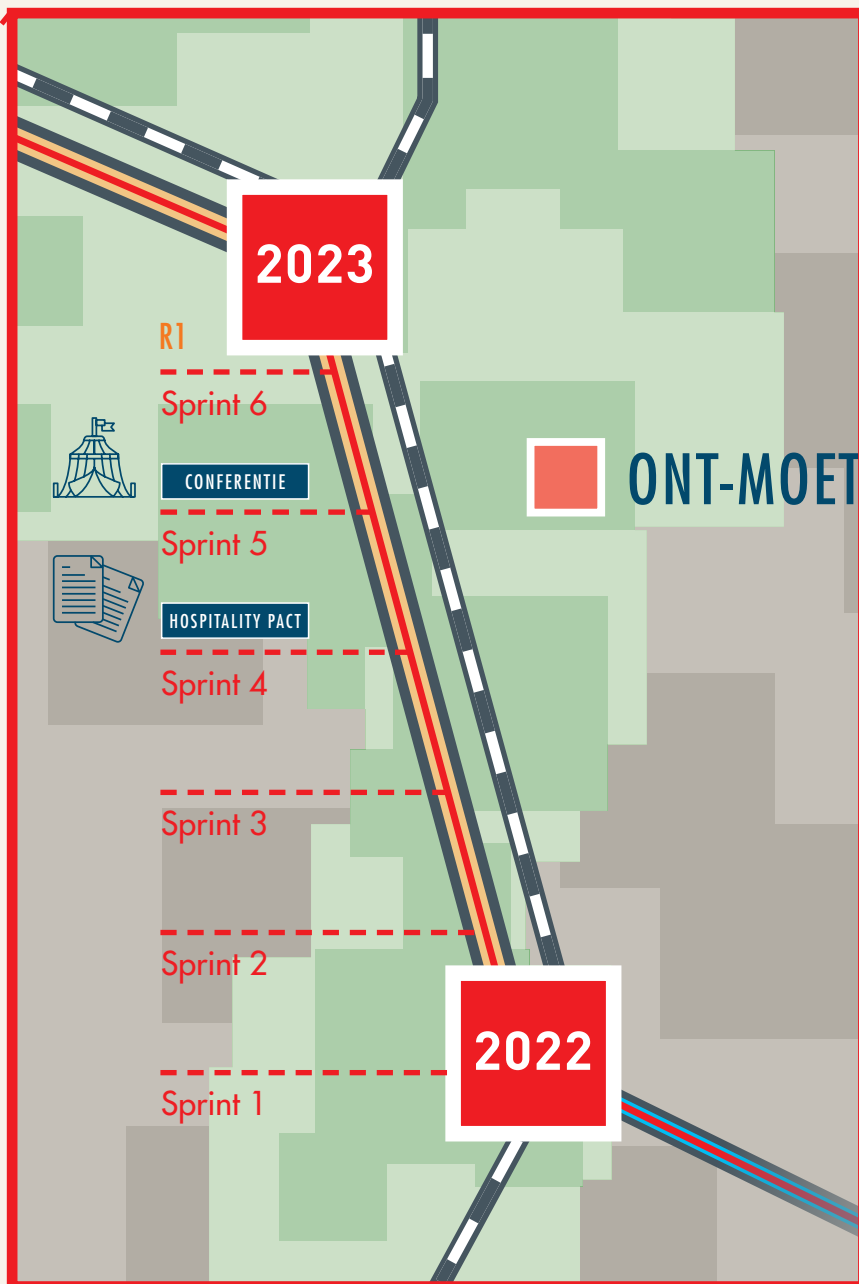 2023
R1
Sprint 6
CONFERENTIE
ONT-MOET
Sprint 5
HOSPITALITY PACT
Sprint 4
Sprint 3
Sprint 2
2022
Sprint 1